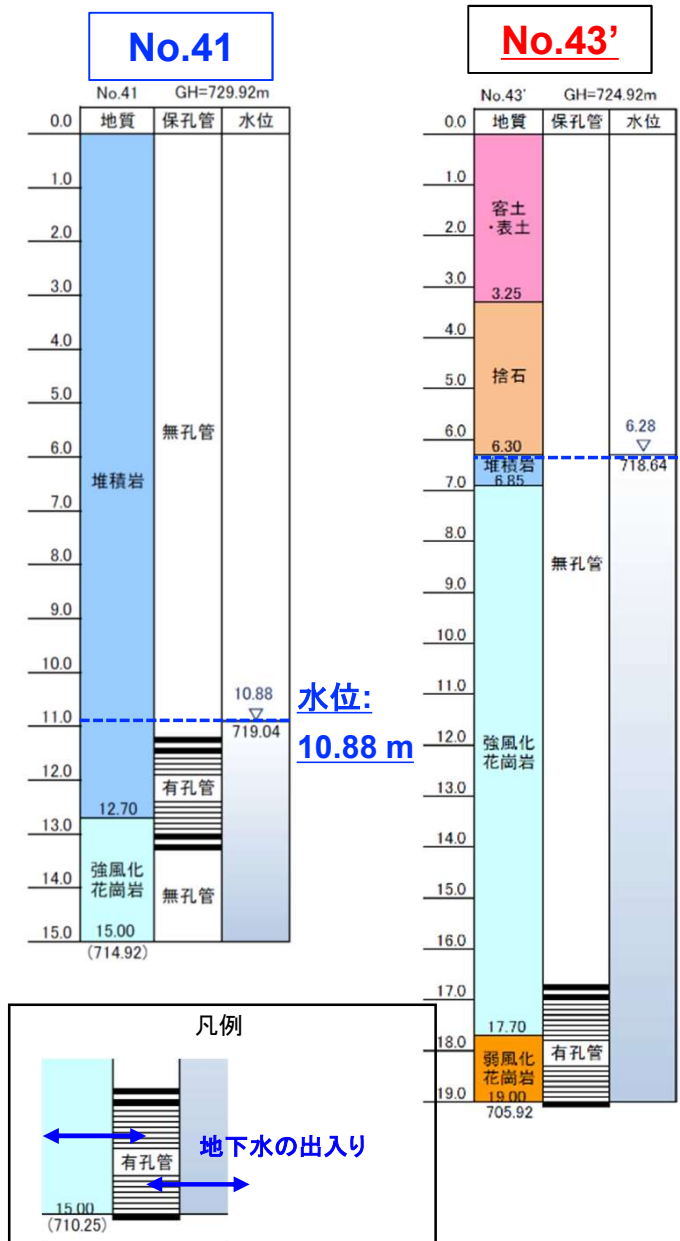 No.41
No.41 GH=729.92m
0.0 地質 保孔管 水位
1.0
2.0
3.0
4.0
5.0
無孔管
6.0
堆積岩
7.0
8.0
9.0
10.0
10.88
▽
11.0
719.04
水位:
10.88 m
12.0
有孔管
12.70
13.0
強風化
花崗岩
14.0
無孔管
15.0 15.00
(714.92)
No.43’
No.43' GH=724.92m
0.0 地質 保孔管 水位
1.0
客土
・表土
2.0
3.0
3.25
4.0
捨石
5.0
6.28
▽
6.0
6.30
堆積岩
718.64
6.85
7.0
8.0
無孔管
9.0
10.0
11.0
12.0
強風化
花崗岩
13.0
14.0
15.0
16.0
17.0
17.70
18.0
弱風化
花崗岩
有孔管
19.0 19.00
705.92
凡例
地下水の出入り
有孔管
15.00
(710.25)